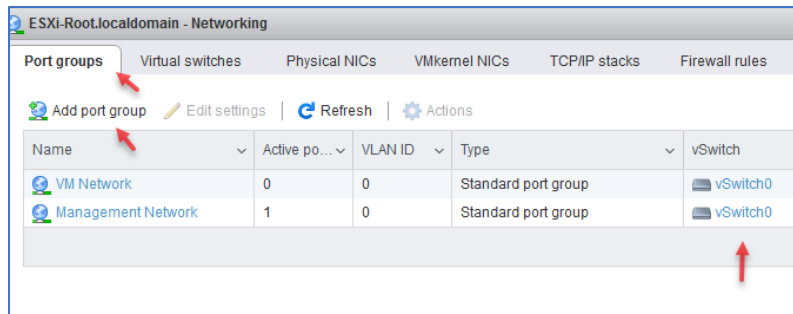 ESXi-Root.localdomain - Networking
Port groups Virtual switches Physical NICs VMkernel NICs TCP/IP stacks Firewall rules
Add port group Edit settings Refresh Actions
Name Active po... VLAN ID Type vSwitch
VM Network 0 0 Standard port group vSwitch0
Management Network 1 0 Standard port group vSwitch0